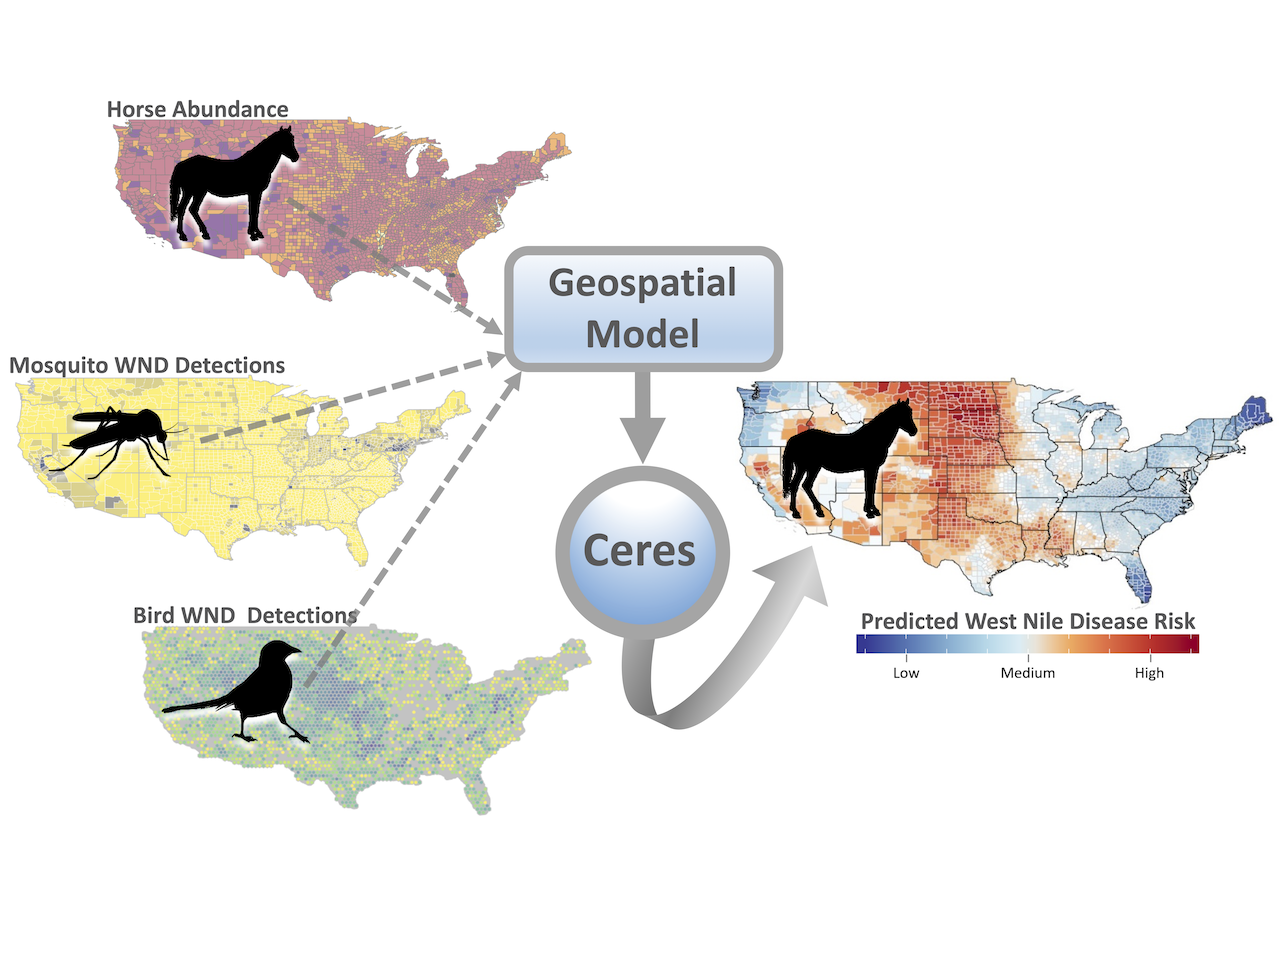 Horse Abundance
Geospatial
Model
Mosquito WND Detections
Ceres
Bird WND  Detections
Predicted West Nile Disease Risk
Low
Medium
High